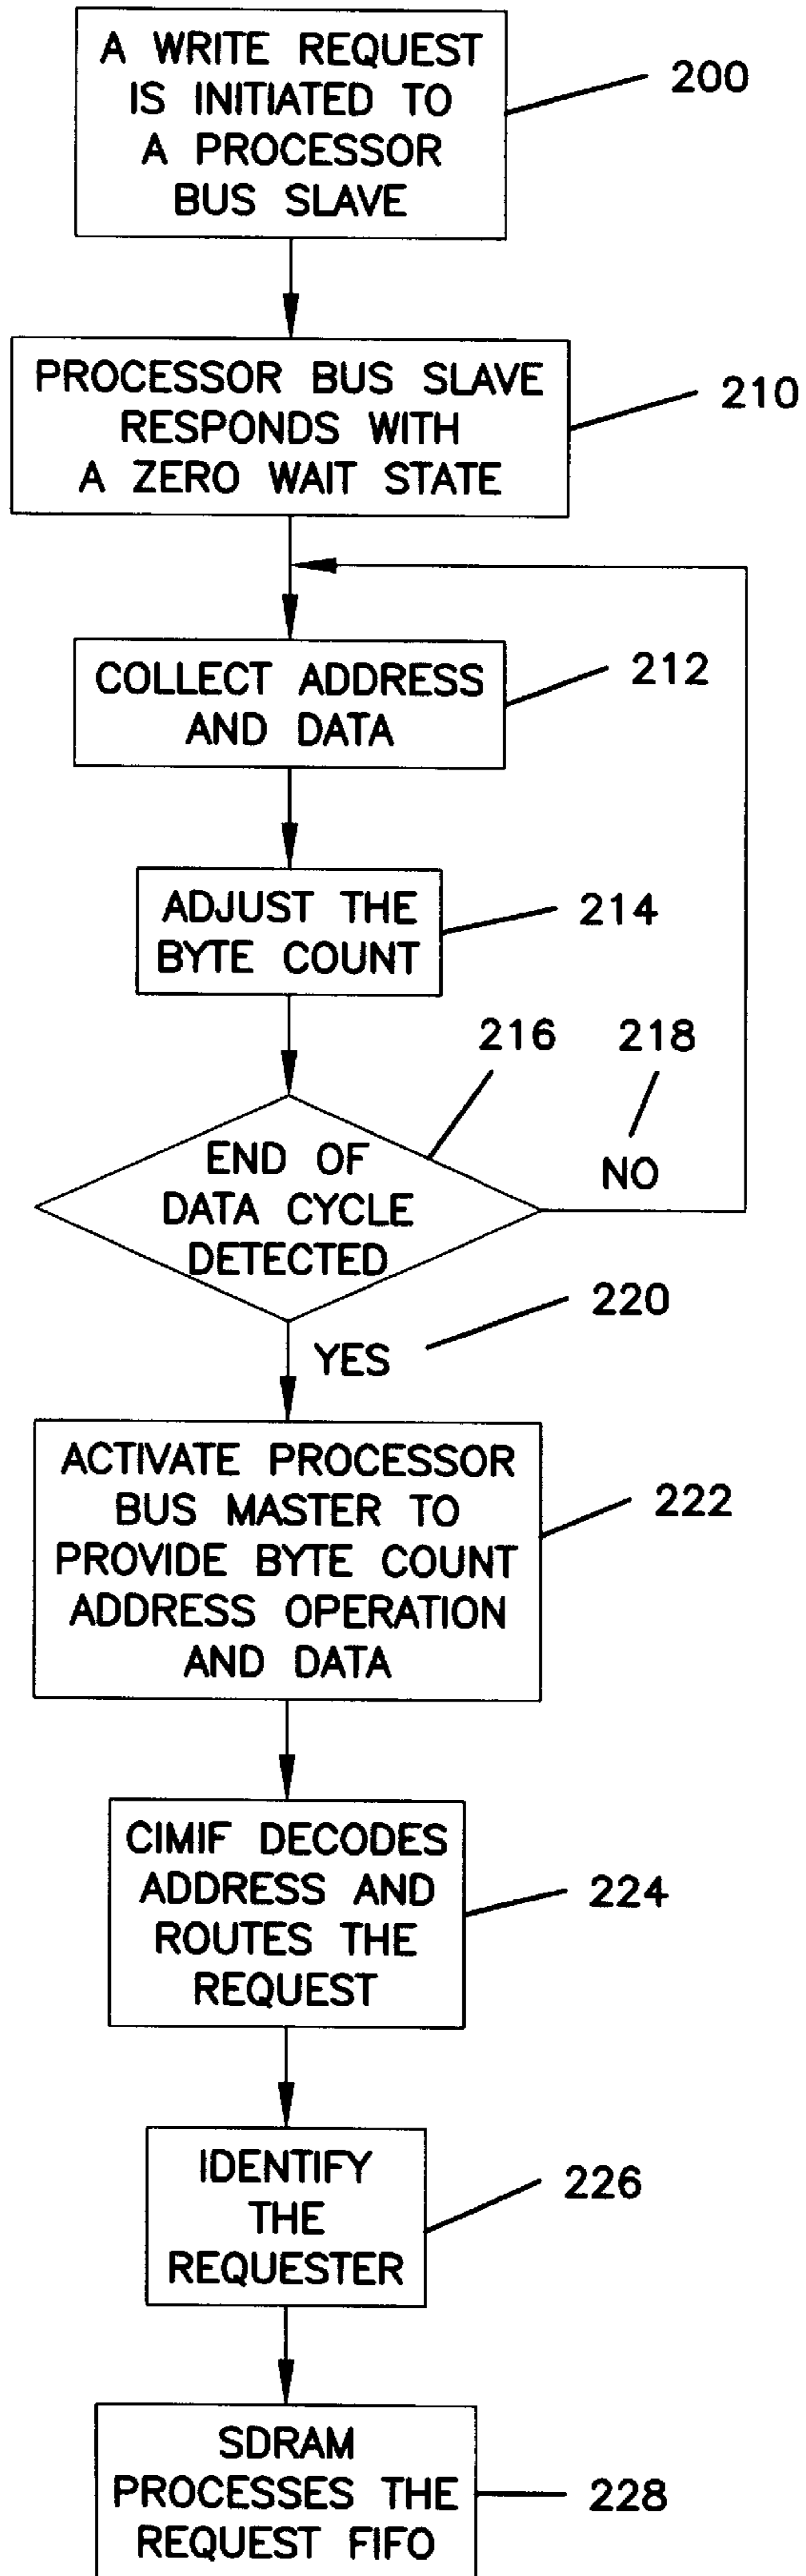 A WRITE REQUEST
IS INITIATED TO
A PROCESSOR
BUS SLAVE
200
PROCESSOR BUS SLAVE
RESPONDS WITH
A ZERO WAIT STATE
210
COLLECT ADDRESS
AND DATA
212
ADJUST THE
BYTE COUNT
214
216
218
END OF
DATA CYCLE
DETECTED
NO
220
YES
ACTIVATE PROCESSOR
BUS MASTER TO
PROVIDE BYTE COUNT
ADDRESS OPERATION
AND DATA
222
CIMIF DECODES
ADDRESS AND
ROUTES THE
REQUEST
224
IDENTIFY
THE
REQUESTER
226
SDRAM
PROCESSES THE
REQUEST FIFO
228